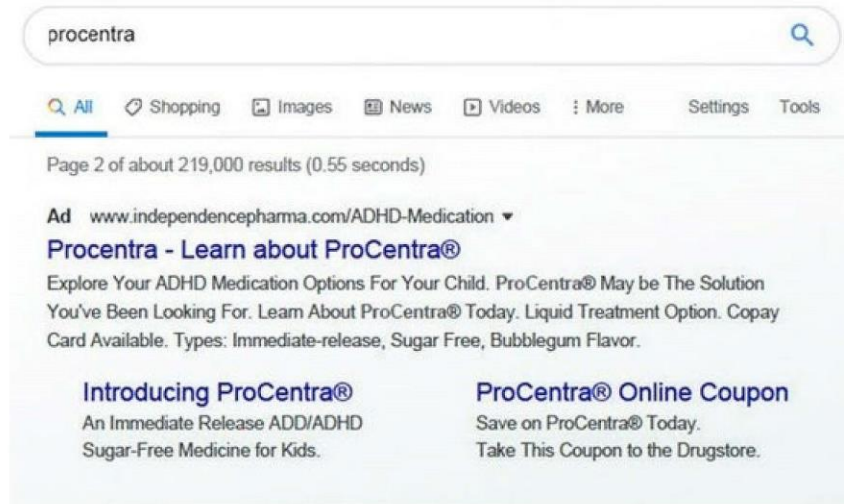 procentra
All Shopping Images News Videos More Settings Tools
Page 2 of about 219,000 results (0.55 seconds)
Ad www.independencepharma.com/ADHD-Medication
Procentra - Learn about ProCentra®
Explore Your ADHD Medication Options For Your Child. ProCentra® May be The Solution
You've Been Looking For. Learn About ProCentra® Today. Liquid Treatment Option. Copay
Card Available. Types: Immediate-release, Sugar Free, Bubblegum Flavor.
Introducing ProCentra®
An Immediate Release ADD/ADHD
Sugar-Free Medicine for Kids.
ProCentra® Online Coupon
Save on ProCentra® Today.
Take This Coupon to the Drugstore.